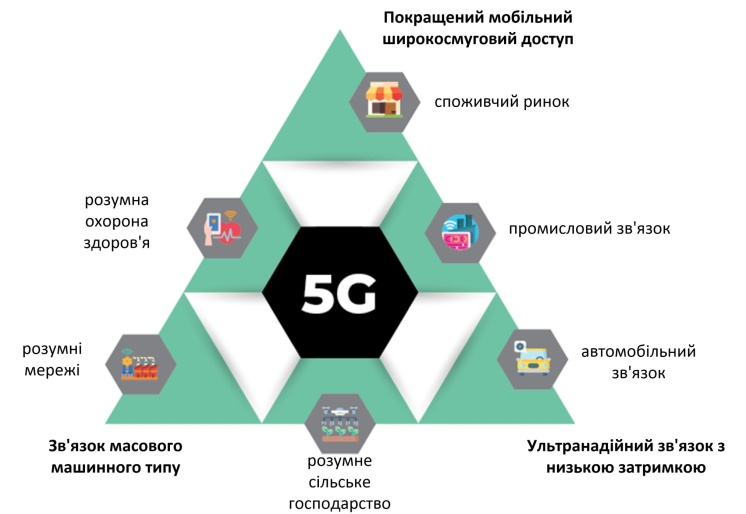 Покращений мобільний
широкосмуговий доступ
споживчий ринок
розумна
охорона
здоров'я
промисловий зв'язок
5G
розумні
мережі
автомобільний
зв'язок
Зв'язок масового
машинного типу
Ультранадійний зв'язок з
низькою затримкою
розумне
сільське
господарство